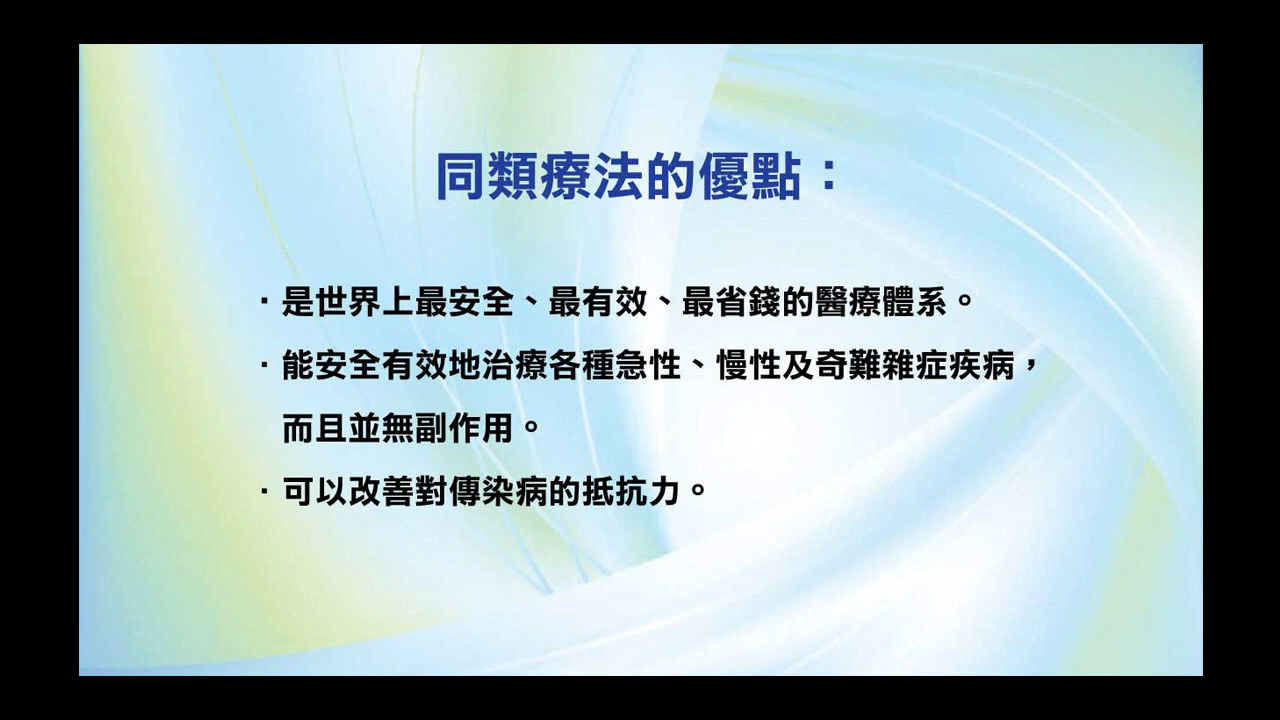 同類療法的優點：
·是世界上最安全、最有效、最省錢的醫療體系。
·能安全有效地治療各種急性、慢性及奇難雜症疾病，
而且並無副作用。
·可以改善對傳染病的抵抗力。